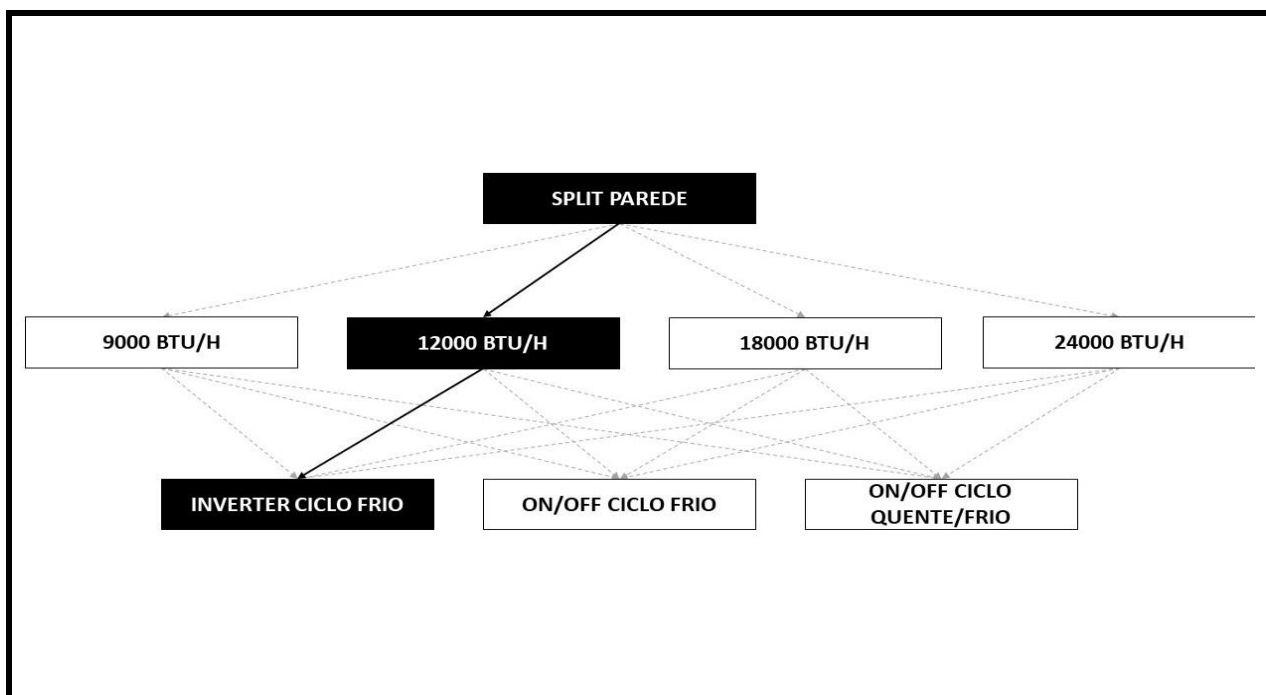 SPLIT PAREDE
9000 BTU/H
12000 BTU/H
18000 BTU/H
24000 BTU/H
INVERTER CICLO FRIO
ON/OFF CICLO FRIO
ON/OFF CICLO
QUENTE/FRIO